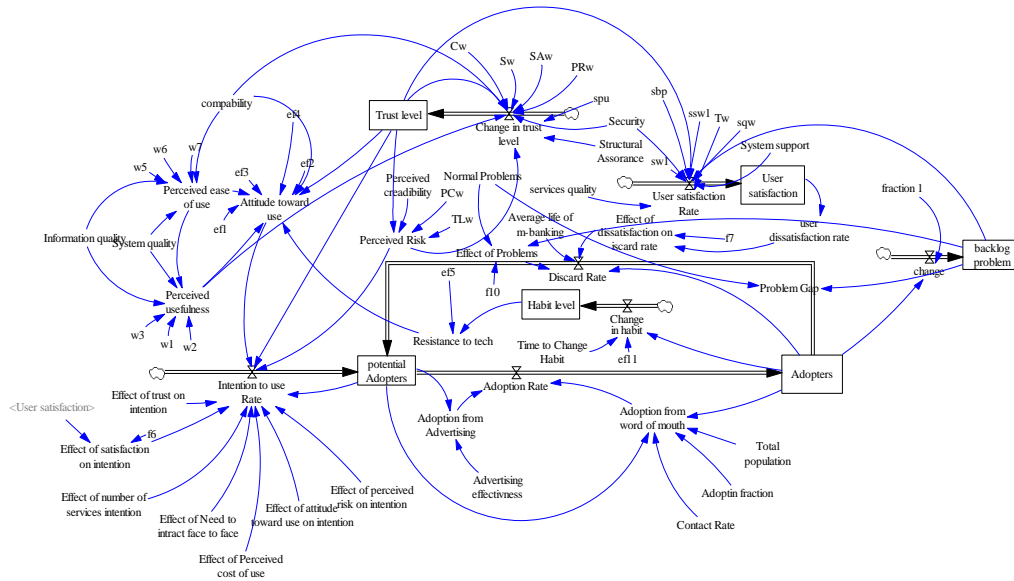 Cw
Sw
SAw
PRw
spu
sbp
ssw1
Tw
sqw
compability
ef4
Trust level
Change in trust
level
Security
System support
w6
w7
w5
ef3
ef2
Structural
Assorance
sw1
User
satisfaction
Perceived ease
of use
Attitude toward
use
ef1
Perceived
creadibility
Normal Problems
PCw
services quality
User satisfaction
Rate
fraction 1
Information quality
System quality
TLw
Perceived Risk
Average life of
m-banking
Effect of
dissatisfaction on
iscard rate
f7
user
dissatisfaction rate
Effect of Problems
Discard Rate
change
backlog
problem
Perceived
usefulness
ef5
f10
Problem Gap
Habit level
Change
in habit
w3
w1
w2
Resistance to tech
Time to Change
Habit
ef11
Intention to use
Rate
potential
Adopters
Adoption Rate
Adopters
Effect of trust on
intention
<User satisfaction>
f6
Effect of satisfaction
on intention
Adoption from
Advertising
Adoption from
word of mouth
Total
population
Advertising
effectivness
Adoptin fraction
Effect of number of
services intention
Effect of Need to
intract face to face
Effect of attitude
toward use on intention
Effect of perceived
risk on intention
Contact Rate
Effect of Perceived
cost of use